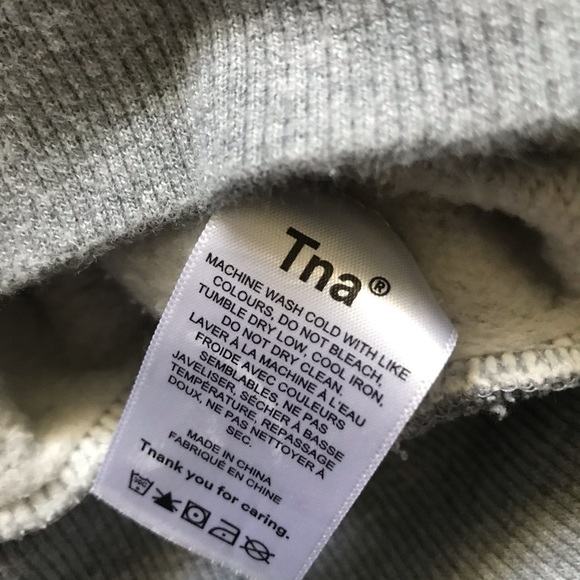 Tna®
MACHINE WASH COLD WITH LIKE
COLOURS, DO NOT BLEACH,
TUMBLE DRY LOW, COOL IRON,
DO NOT DRY CLEAN.
LAVER À LA MACHINE À L'EAU
FROIDE AVEC COULEURS
SEMBLABLES, NE PAS
JAVELISER, SÉCHER À BASSE
TEMPÉRATURE, REPASSAGE
DOUX, NE PAS NETTOYER À
SEC.
MADE IN CHINA
FABRIQUÉ EN CHINE
Thank you for caring.